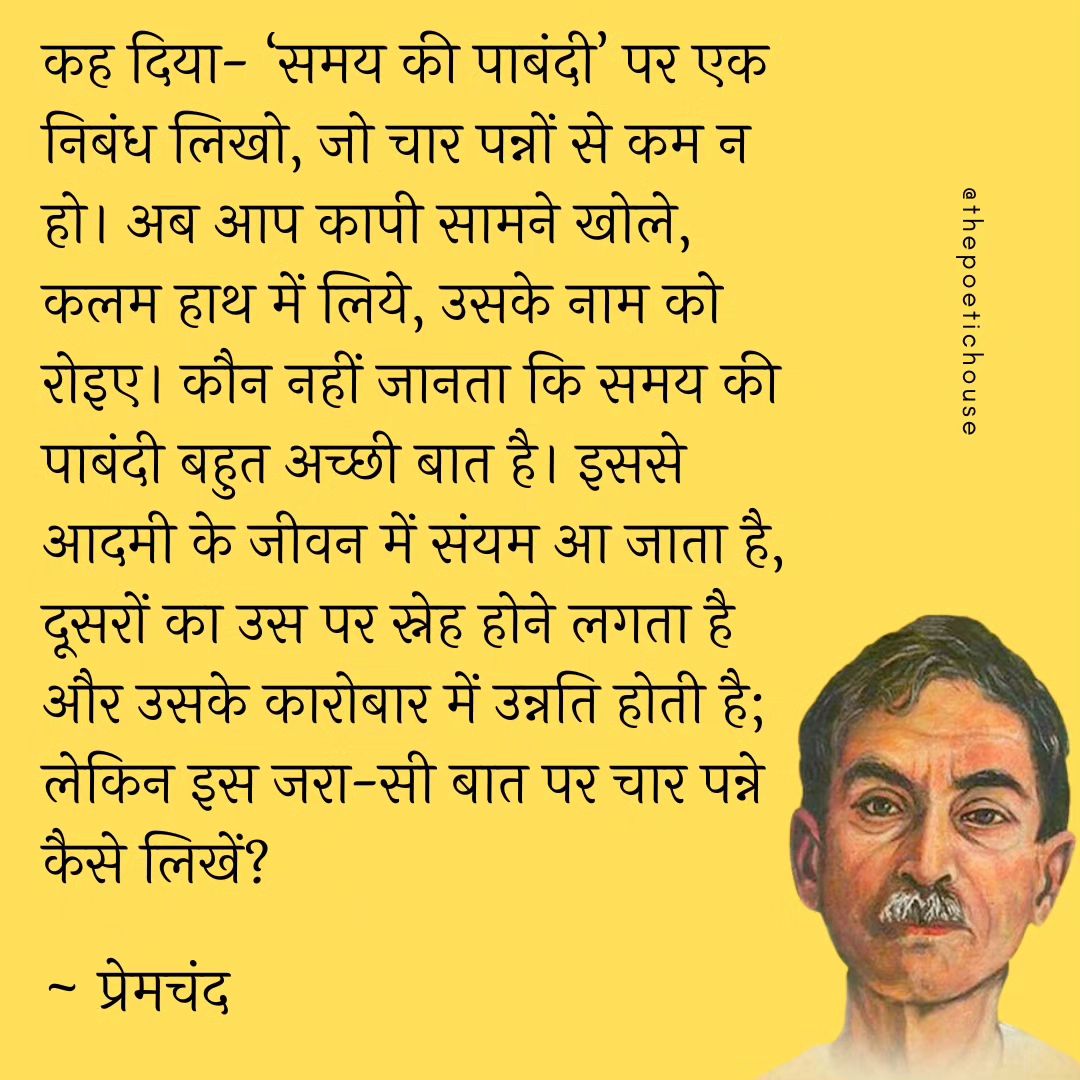 कह दिया- ‘समय की पाबंदी’ पर एक
निबंध लिखो, जो चार पन्नों से कम न
हो। अब आप कापी सामने खोले,
कलम हाथ में लिये, उसके नाम को
रोइए। कौन नहीं जानता कि समय की
पाबंदी बहुत अच्छी बात है। इससे
आदमी के जीवन में संयम आ जाता है,
दूसरों का उस पर स्नेह होने लगता है
और उसके कारोबार में उन्नति होती है;
लेकिन इस जरा-सी बात पर चार पन्ने
कैसे लिखें?
~ प्रेमचंद
@thepoetichouse